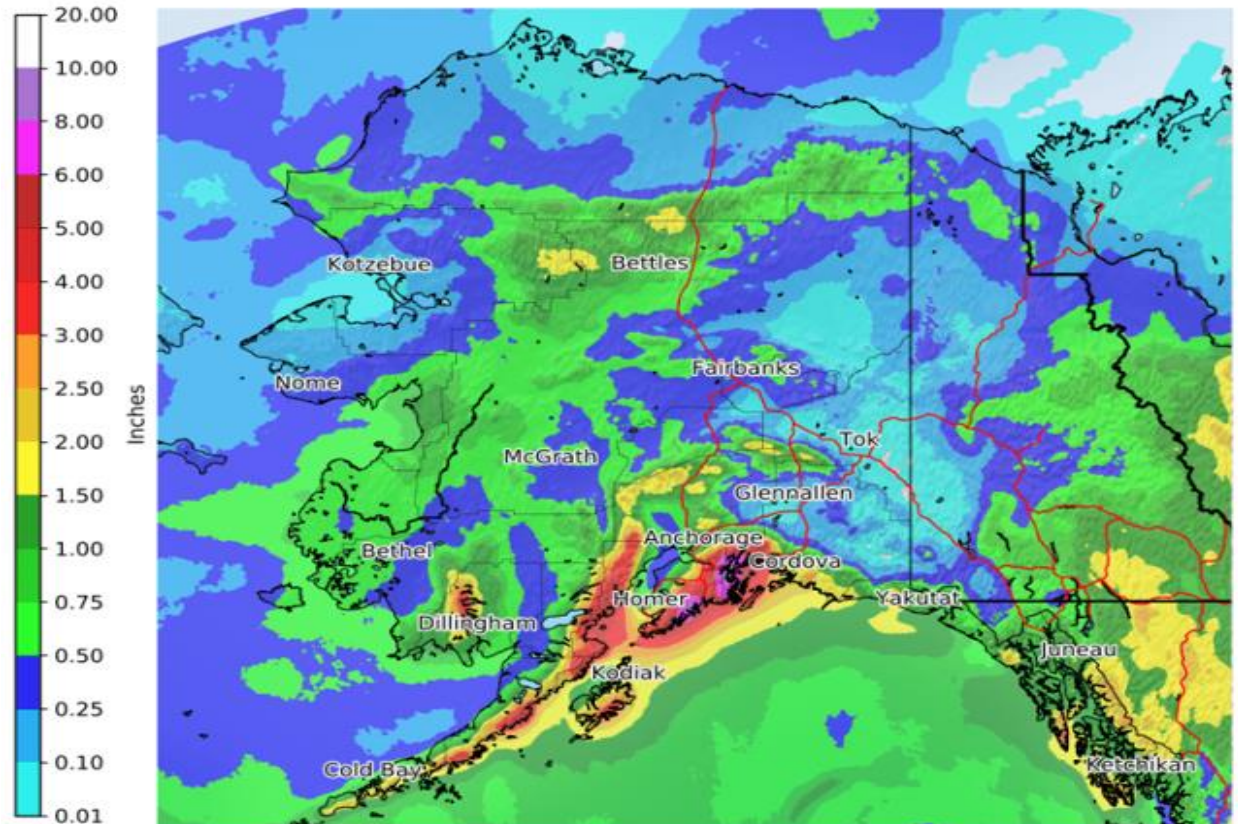 20.00
10.00
8.00
6.00
5.00
4.00
3.00
2.50
2.00
1.50
1.00
0.75
0.50
0.25
0.10
0.01
Inches
Kotzebue
Bettles
Nome
Fairbanks
McGrath
Tok
Glennallen
Bethel
Anchorage
Cordova
Dillingham
Homer
Yakutat
Kodiak
Juneau
Cold Bay
Ketchikan